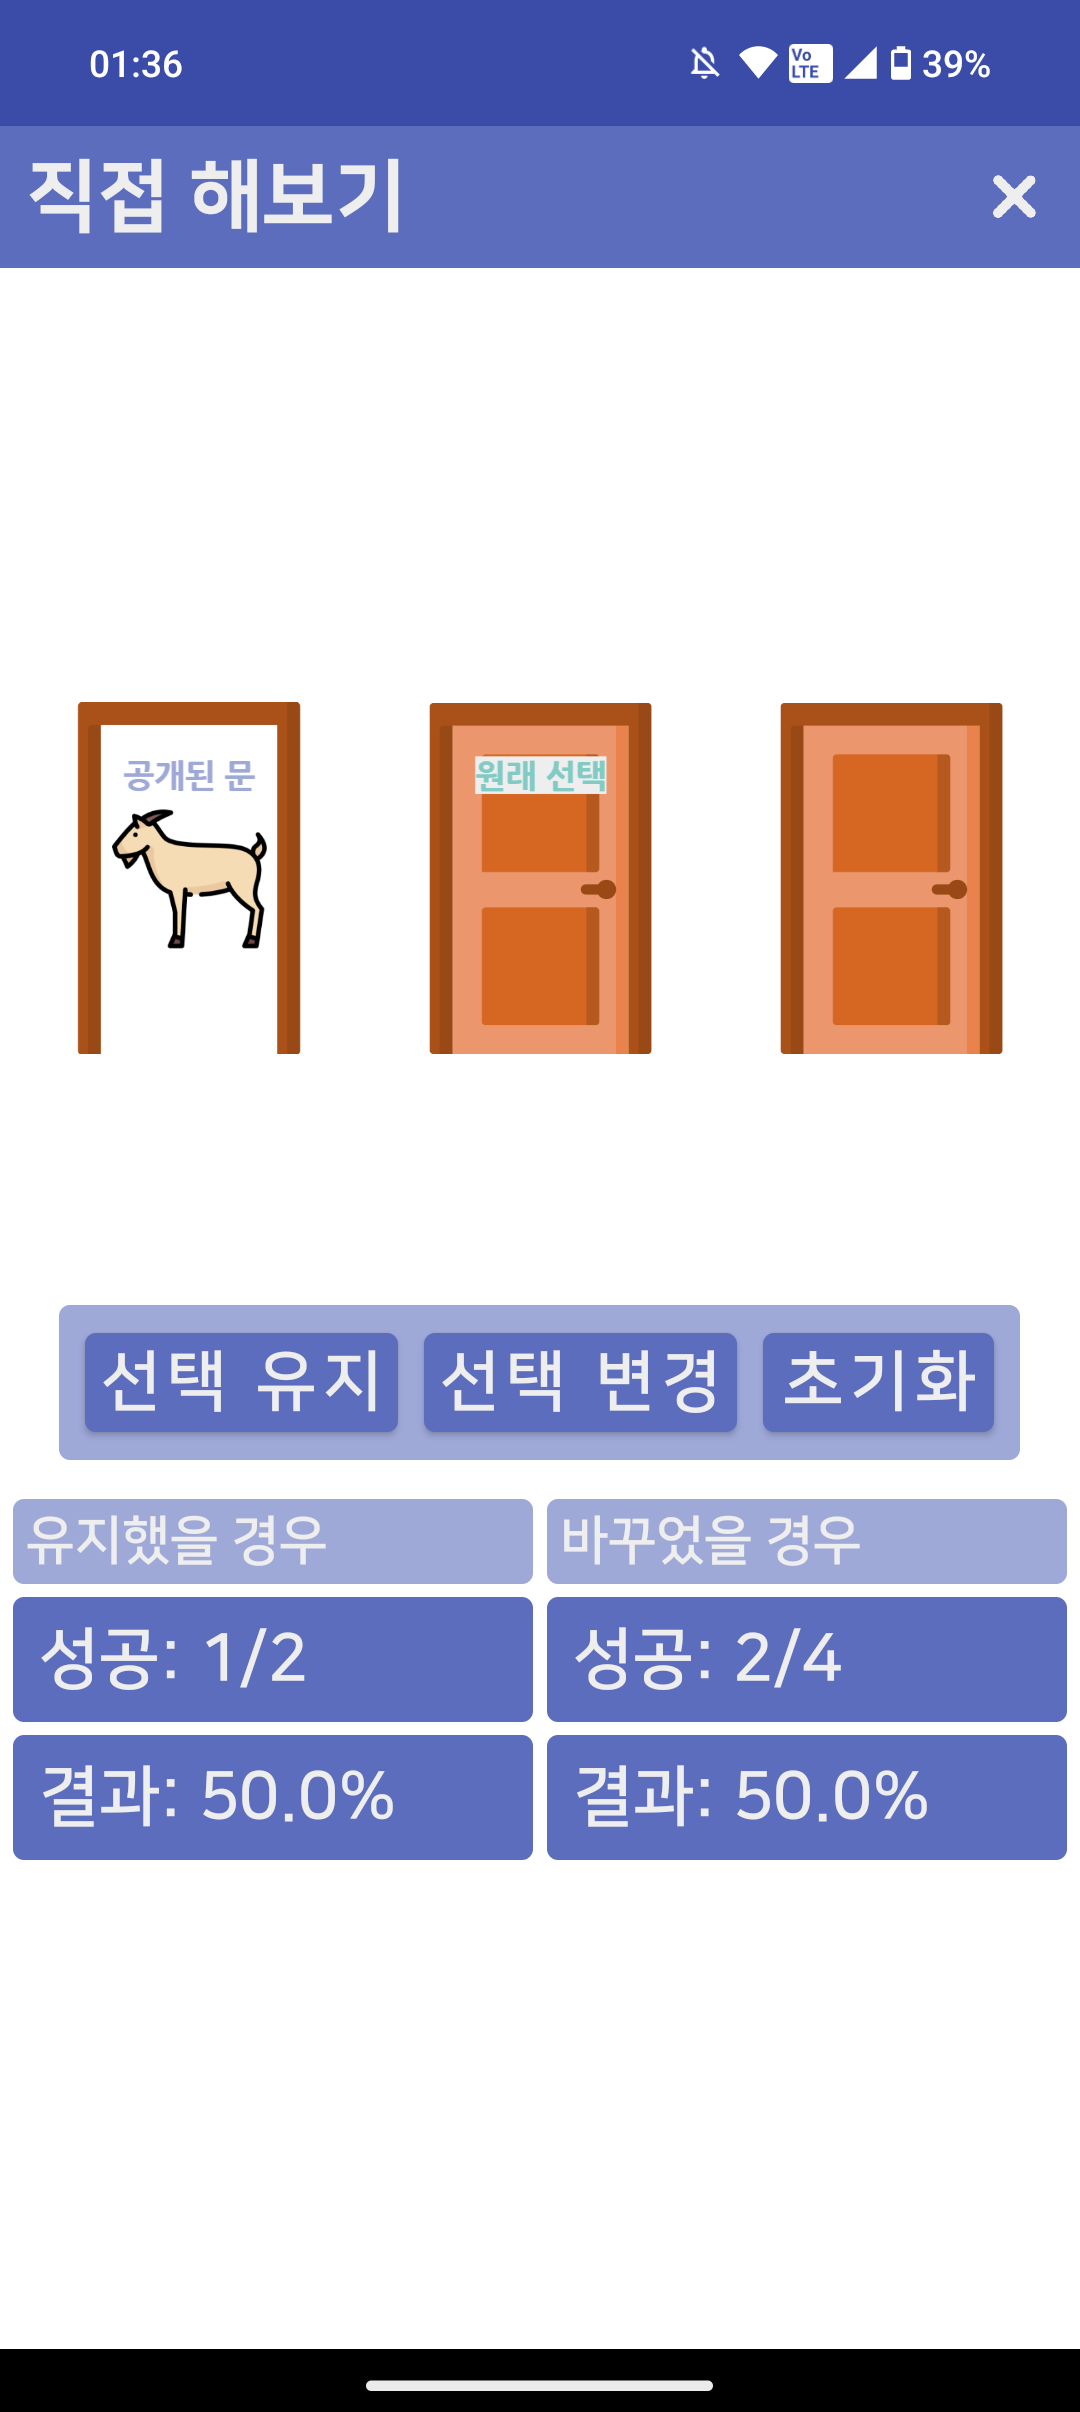 01:36
Vo LTE
39%
직접 해보기
공개된 문
원래 선택
선택 유지
선택 변경
초기화
유지했을 경우
바꾸었을 경우
성공: 1/2
성공: 2/4
결과: 50.0%
결과: 50.0%